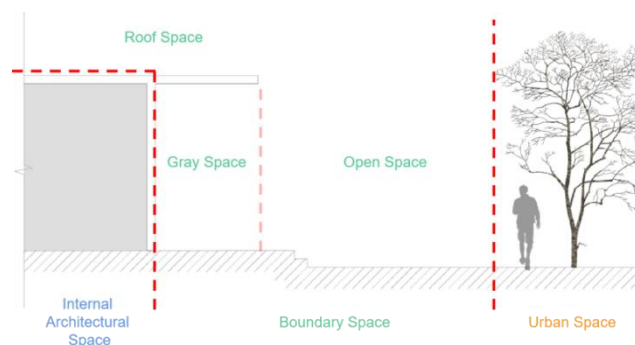 Roof Space
Gray Space
Open Space
Internal
Architectural
Space
Boundary Space
Urban Space